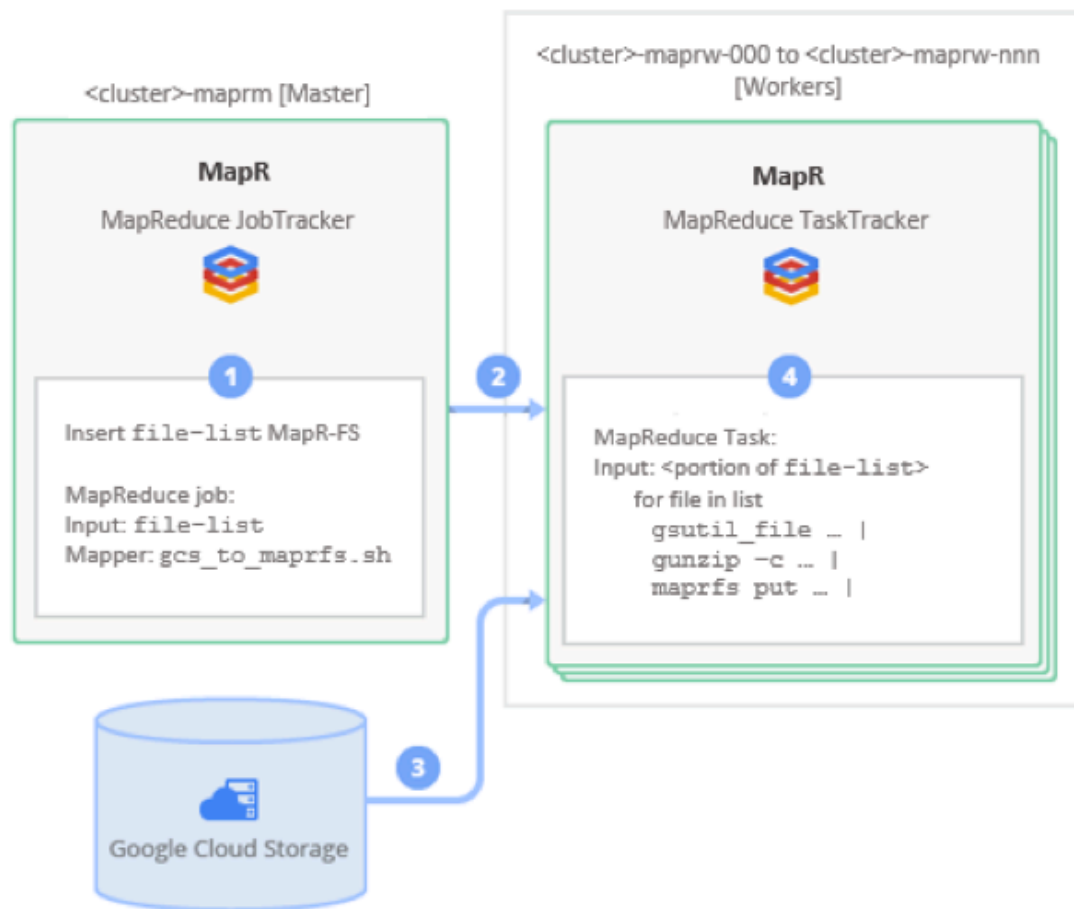 <cluster>-maprm [Master]
MapR
MapReduce JobTracker
1
Insert file-list MapR-FS
MapReduce job:
Input: file-list
Mapper: gcs_to_maprfs.sh
2
<cluster>-maprw-000 to <cluster>-maprw-nnn
[Workers]
MapR
MapReduce TaskTracker
4
MapReduce Task:
Input: <portion of file-list>
for file in list
gsutil_file … |
gunzip -c … |
maprfs put … |
3
Google Cloud Storage